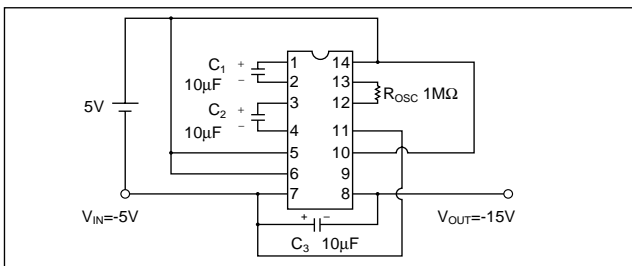 C1 + 1 14
10μF − 2 13 ROSC 1MΩ
C2 + 3 12
10μF − 4 11
5V
5 10
6 9
7 8
VIN=-5V VOUT=-15V
+ −
C3 10μF